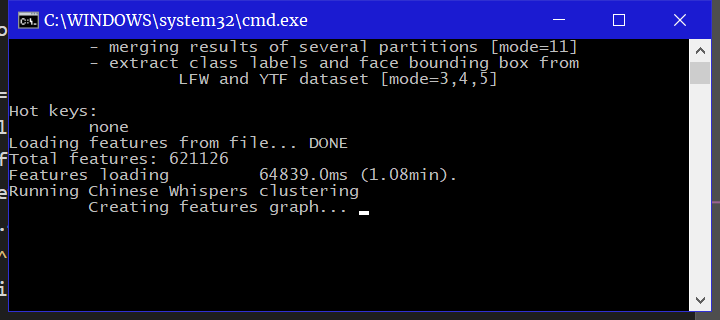 C:\WINDOWS\system32\cmd.exe
- merging results of several partitions [mode=11]
- extract class labels and face bounding box from
LFW and YTF dataset [mode=3,4,5]
Hot keys:
none
Loading features from file... DONE
Total features: 621126
Features loading 64839.0ms (1.08min).
Running Chinese Whispers clustering
Creating features graph...